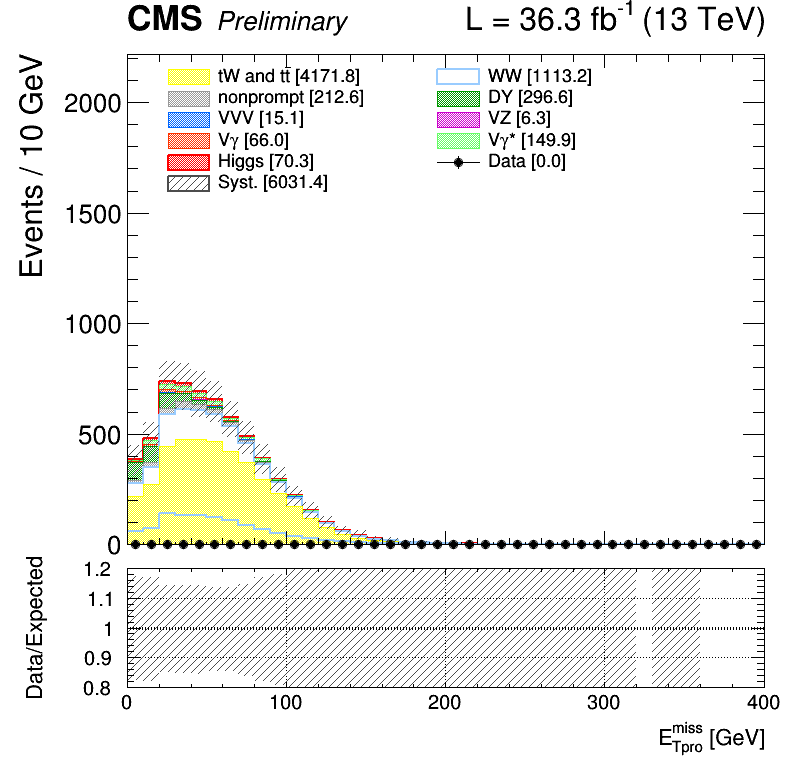 CMS Preliminary L = 36.3 fb⁻¹ (13 TeV)
Events / 10 GeV
2000
1500
1000
500
0
tW and tt̄ [4171.8]
nonprompt [212.6]
VVV [15.1]
Vγ [66.0]
Higgs [70.3]
Syst. [6031.4]
WW [1113.2]
DY [296.6]
VZ [6.3]
Vγ* [149.9]
Data [0.0]
Data/Expected
1.2
1.1
1
0.9
0.8
0 100 200 300 400
E_Tpro^miss [GeV]